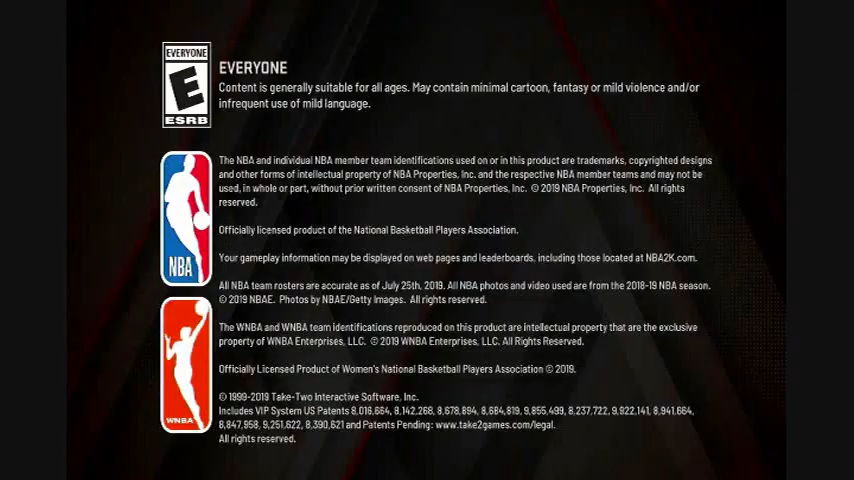 EVERYONE
E
ESRB
EVERYONE
Content is generally suitable for all ages. May contain minimal cartoon, fantasy or mild violence and/or
infrequent use of mild language.
NBA
The NBA and individual NBA member team identifications used on or in this product are trademarks, copyrighted designs
and other forms of intellectual property of NBA Properties, Inc. and the respective NBA member teams and may not be
used, in whole or part, without prior written consent of NBA Properties, Inc. © 2019 NBA Properties, Inc. All rights
reserved.
Officially licensed product of the National Basketball Players Association.
Your gameplay information may be displayed on web pages and leaderboards, including those located at NBA2K.com.
All NBA team rosters are accurate as of July 25th, 2019. All NBA photos and video used are from the 2018-19 NBA season.
© 2019 NBAE. Photos by NBAE/Getty Images. All rights reserved.
WNBA
The WNBA and WNBA team identifications reproduced on this product are intellectual property that are the exclusive
property of WNBA Enterprises, LLC. © 2019 WNBA Enterprises, LLC. All Rights Reserved.
Officially Licensed Product of Women's National Basketball Players Association © 2019.
© 1999-2019 Take-Two Interactive Software, Inc.
Includes VIP System US Patents 8,016,664, 8,142,268, 8,678,894, 8,684,819, 9,855,499, 8,237,722, 9,922,141, 8,941,664,
8,847,958, 9,251,622, 8,390,621 and Patents Pending: www.take2games.com/legal.
All rights reserved.